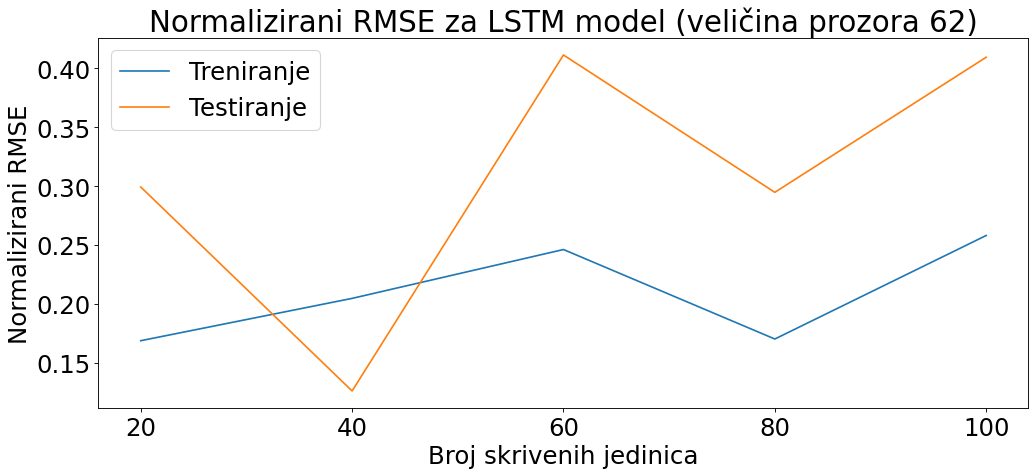 Normalizirani RMSE za LSTM model (veličina prozora 62)
Treniranje
Testiranje
Normalizirani RMSE
0.40
0.35
0.30
0.25
0.20
0.15
20 40 60 80 100
Broj skrivenih jedinica